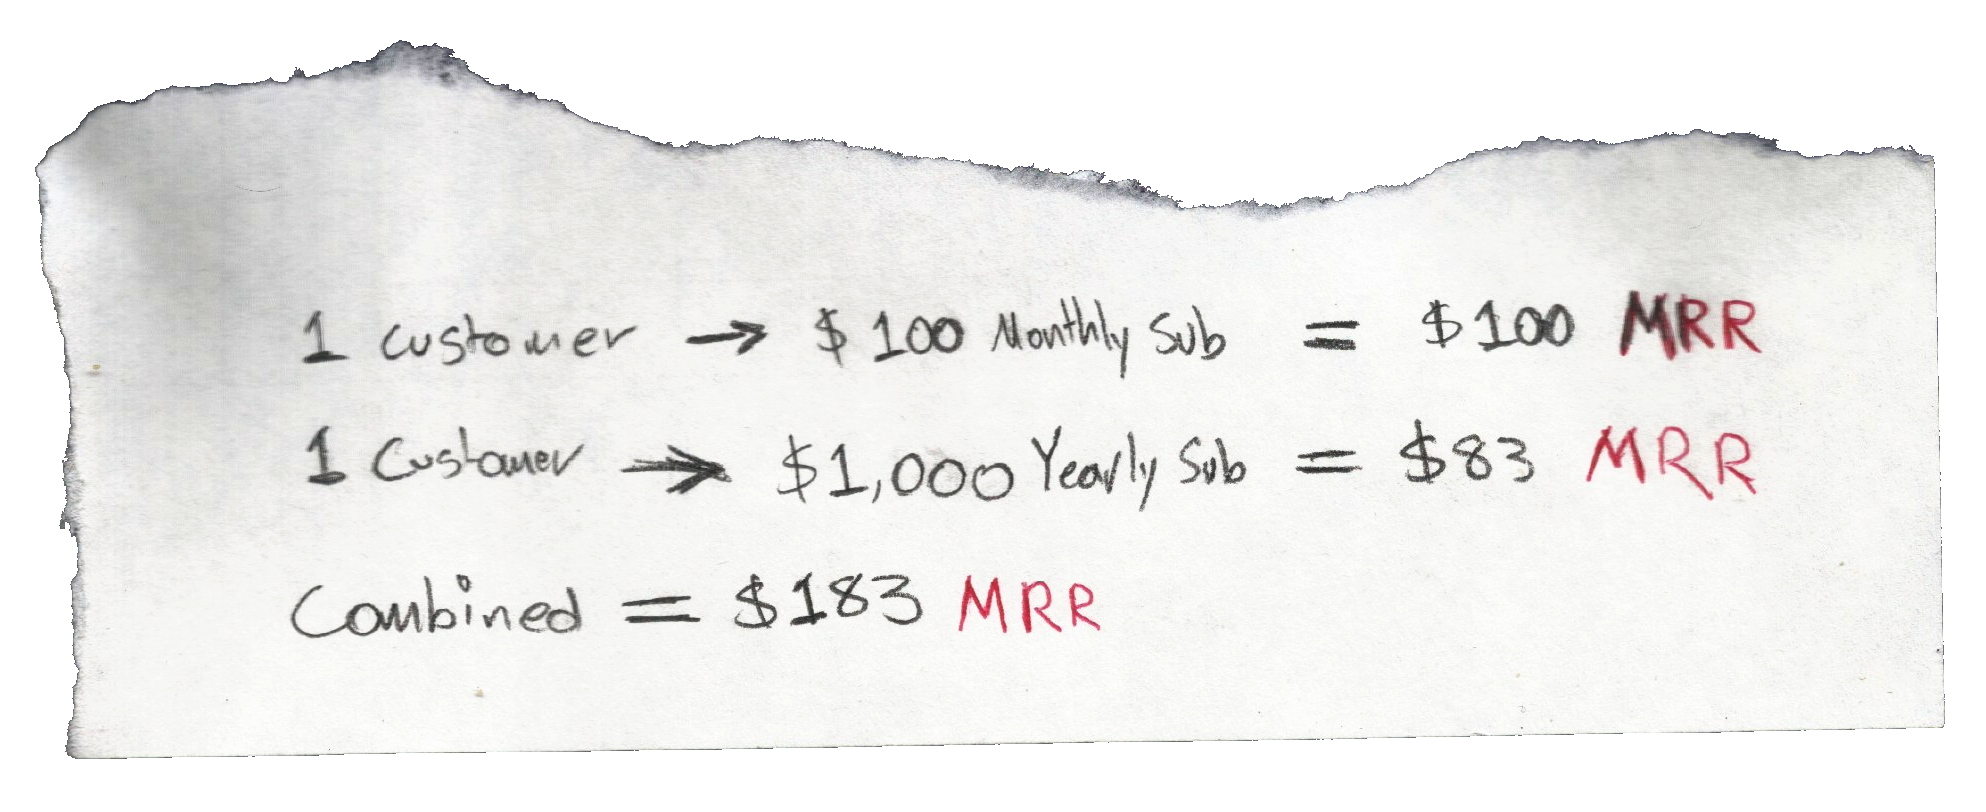 1 customer → $100 Monthly Sub = $100 MRR
1 Customer → $1,000 Yearly Sub = $83 MRR
Combined = $183 MRR